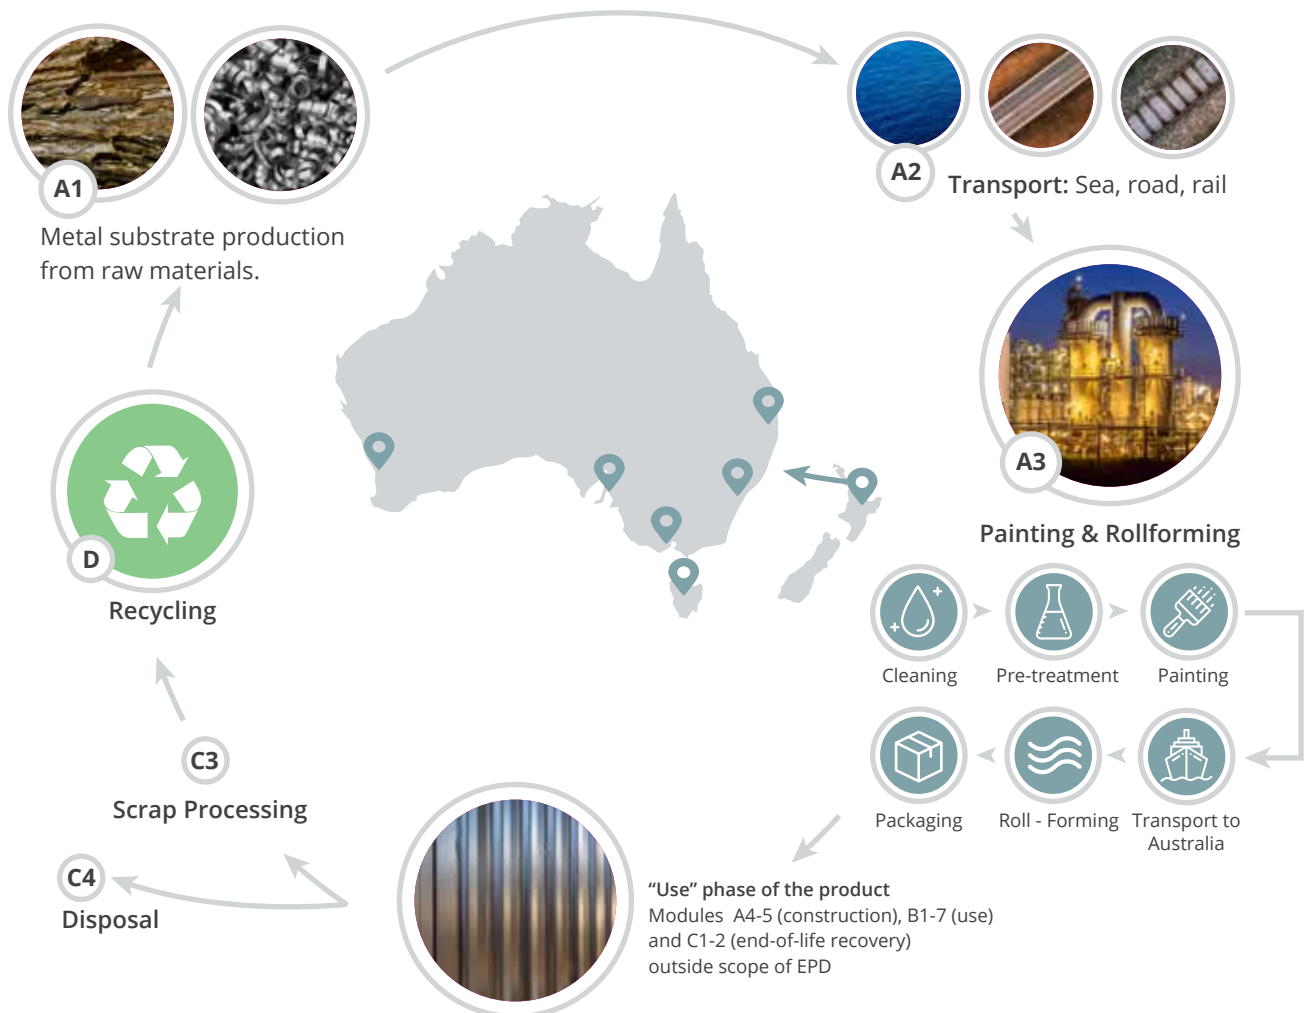 A1
Metal substrate production
from raw materials.
A2
Transport: Sea, road, rail
A3
Painting & Rollforming
Cleaning
Pre-treatment
Painting
Packaging
Roll - Forming
Transport to
Australia
“Use” phase of the product
Modules A4-5 (construction), B1-7 (use)
and C1-2 (end-of-life recovery)
outside scope of EPD
C4
Disposal
C3
Scrap Processing
D
Recycling